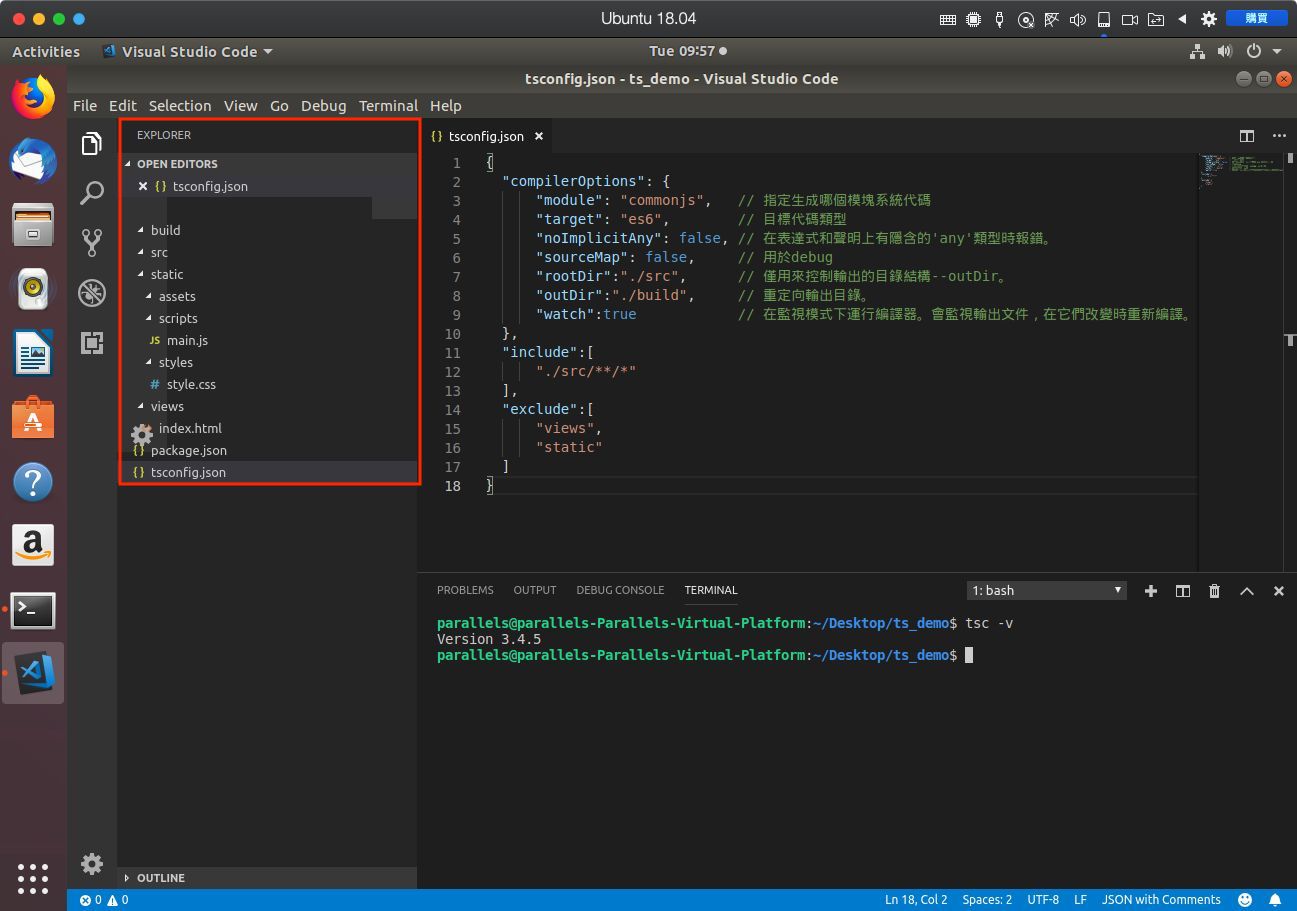 Ubuntu 18.04
購買
Activities
Visual Studio Code
Tue 09:57
tsconfig.json - ts_demo - Visual Studio Code
File Edit Selection View Go Debug Terminal Help
EXPLORER
OPEN EDITORS
{} tsconfig.json
build
src
static
assets
scripts
JS main.js
styles
# style.css
views
index.html
{} package.json
{} tsconfig.json
OUTLINE
{} tsconfig.json
1 {
2 "compilerOptions": {
3 "module": "commonjs", // 指定生成哪個模塊系統代碼
4 "target": "es6", // 目標代碼類型
5 "noImplicitAny": false, // 在表達式和聲明上有隱含的'any'類型時報錯。
6 "sourceMap": false, // 用於debug
7 "rootDir":"./src", // 僅用來控制輸出的目錄結構--outDir。
8 "outDir":"./build", // 重定向輸出目錄。
9 "watch":true // 在監視模式下運行編譯器。會監視輸出文件，在它們改變時重新編譯。
10 },
11 "include":[
12 "./src/**/*"
13 ],
14 "exclude":[
15 "views",
16 "static"
17 ]
18 }
PROBLEMS OUTPUT DEBUG CONSOLE TERMINAL
1: bash
parallels@parallels-Parallels-Virtual-Platform:~/Desktop/ts_demo$ tsc -v
Version 3.4.5
parallels@parallels-Parallels-Virtual-Platform:~/Desktop/ts_demo$
0 0
Ln 18, Col 2 Spaces: 2 UTF-8 LF JSON with Comments